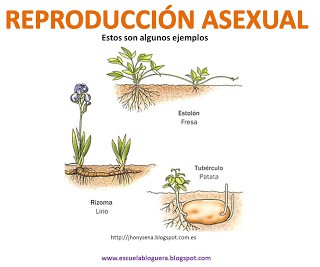 REPRODUCCIÓN ASEXUAL
Estos son algunos ejemplos
Estolón
Fresa
Tubérculo
Patata
Rizoma
Lirio
http://jhonysena.blogspot.com.es
www.escuelabloguera.blogspot.com